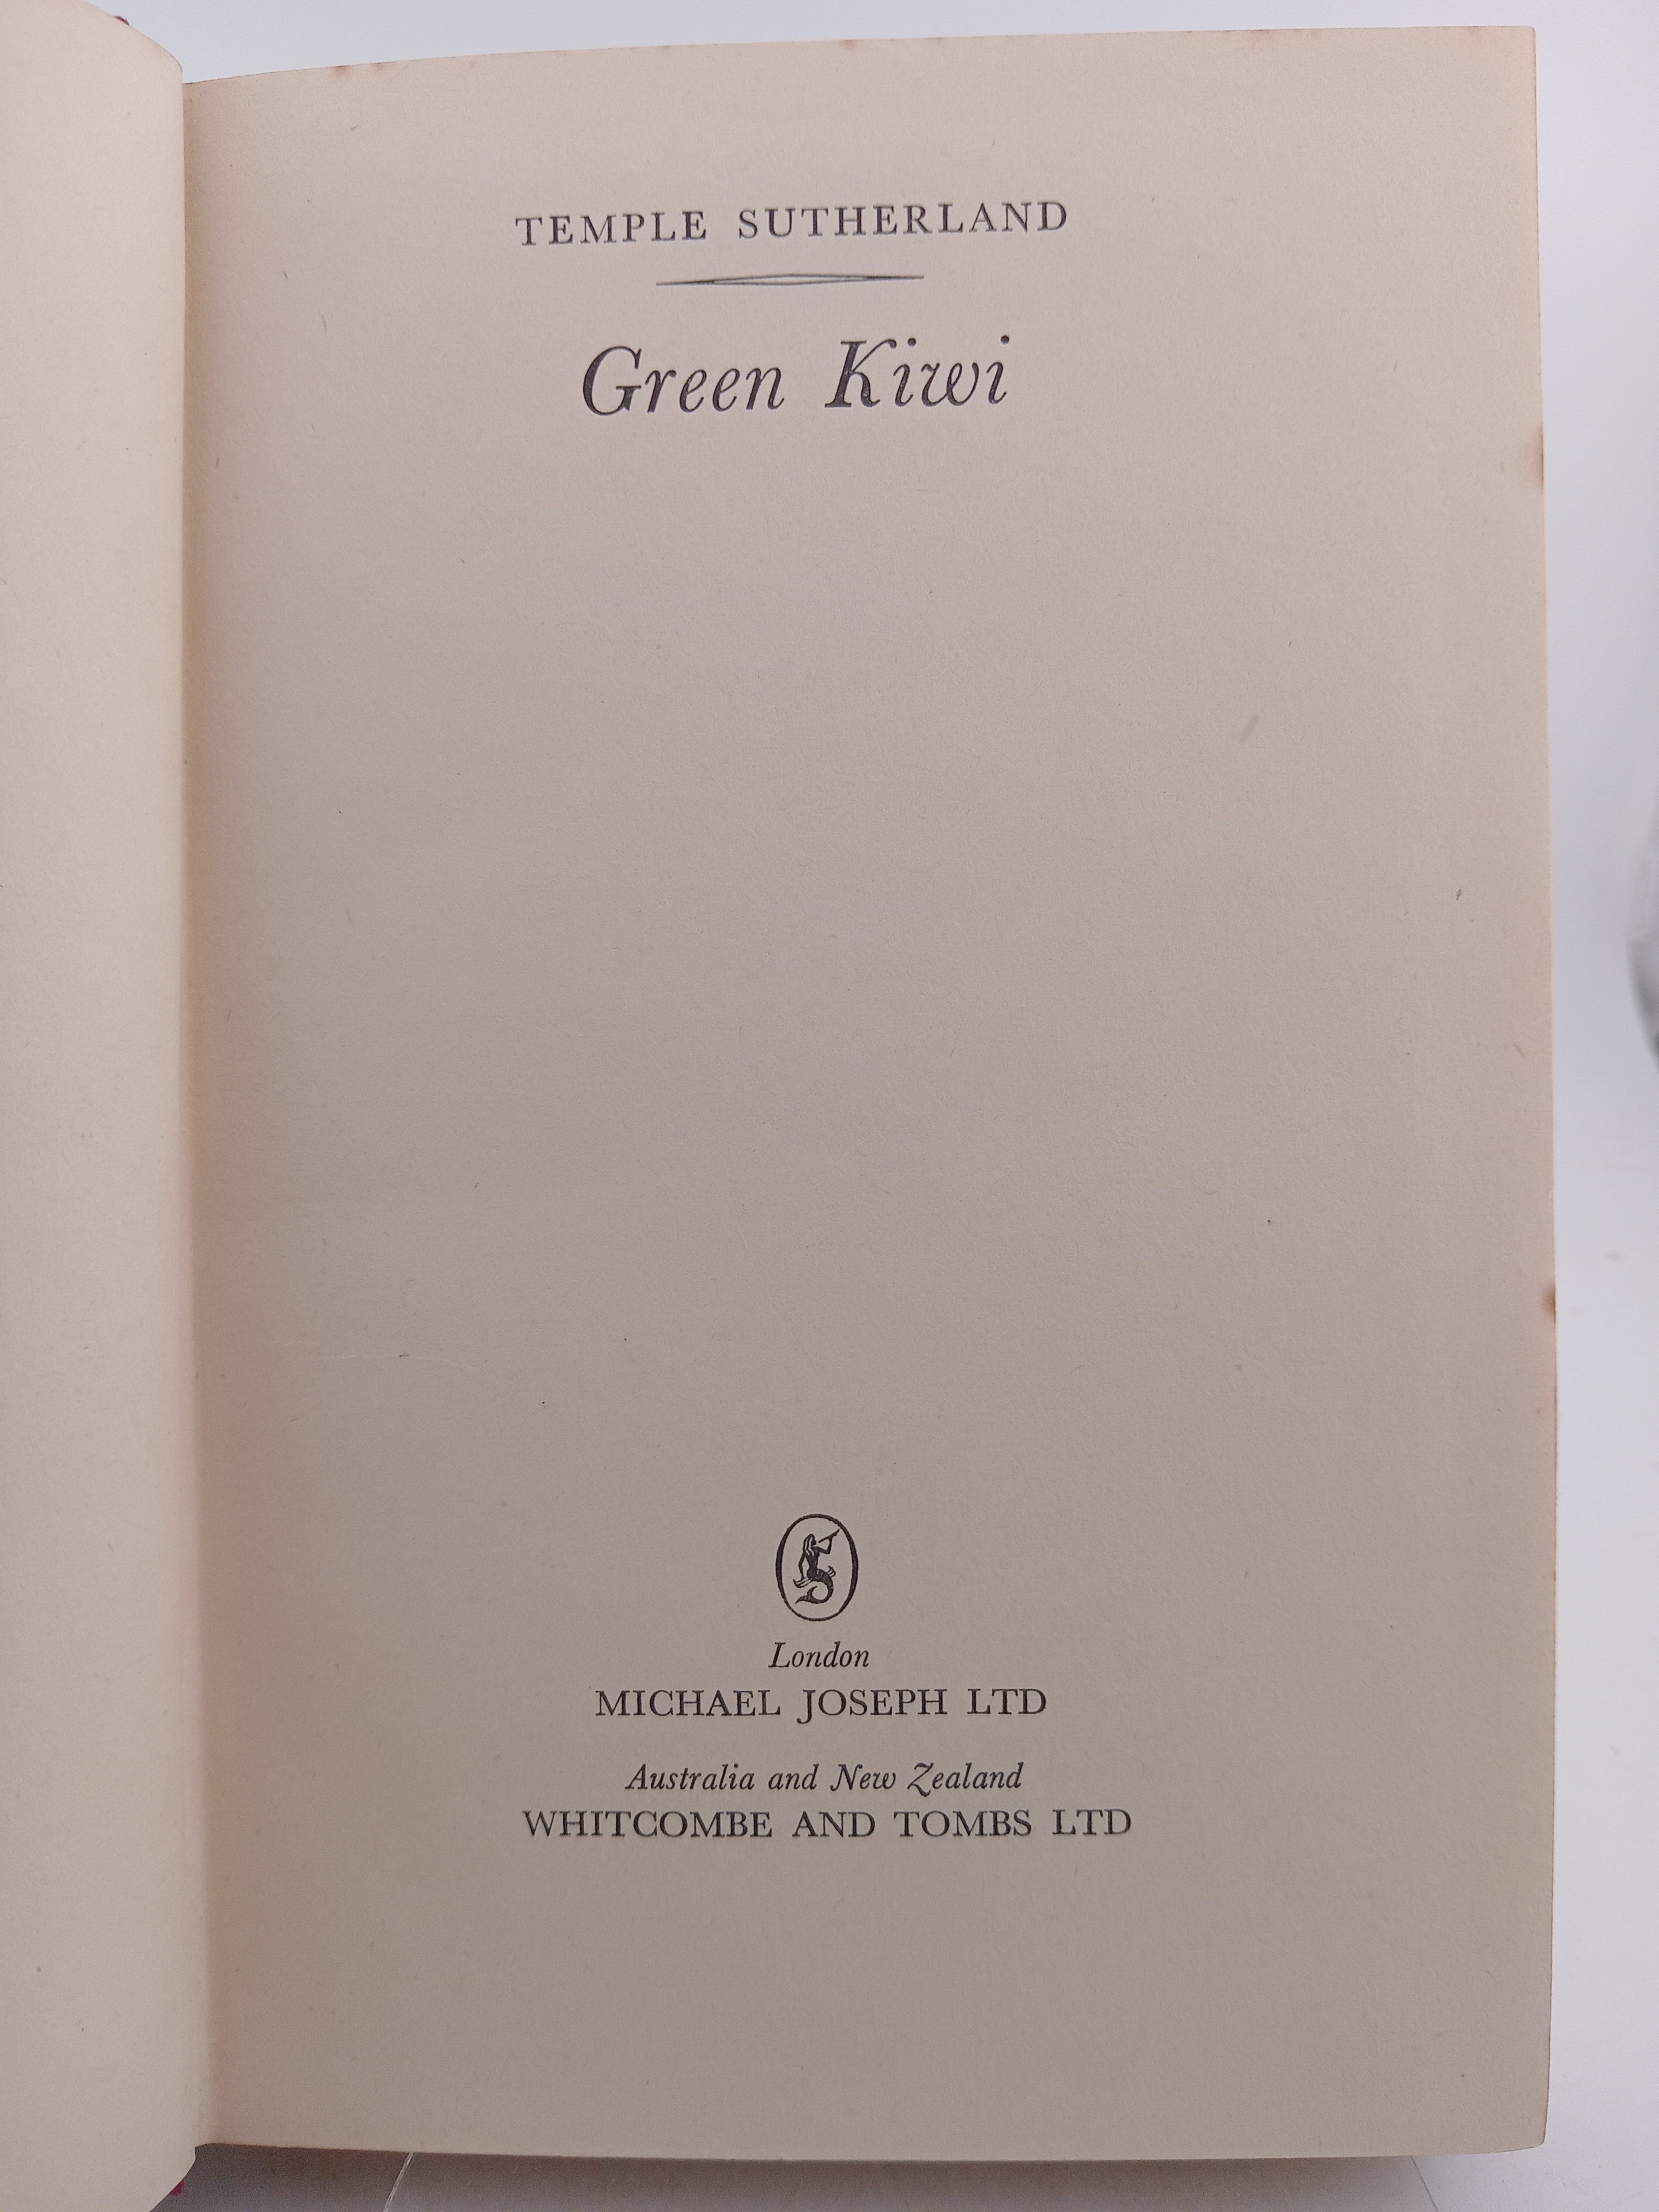 TEMPLE SUTHERLAND
Green Kiwi
London
MICHAEL JOSEPH LTD
Australia and New Zealand
WHITCOMBE AND TOMBS LTD